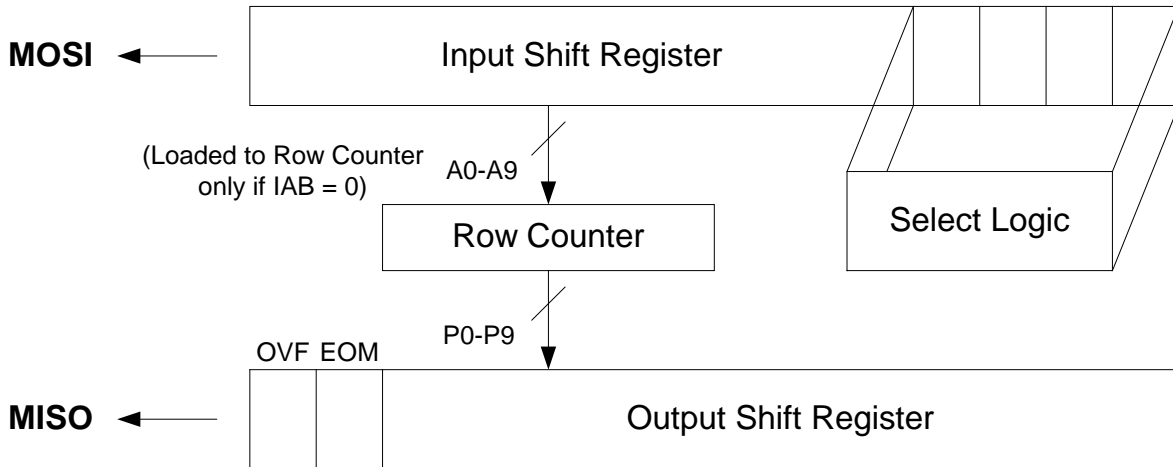 MOSI
Input Shift Register
(Loaded to Row Counter
only if IAB = 0)
A0-A9
Row Counter
Select Logic
P0-P9
OVF EOM
MISO
Output Shift Register